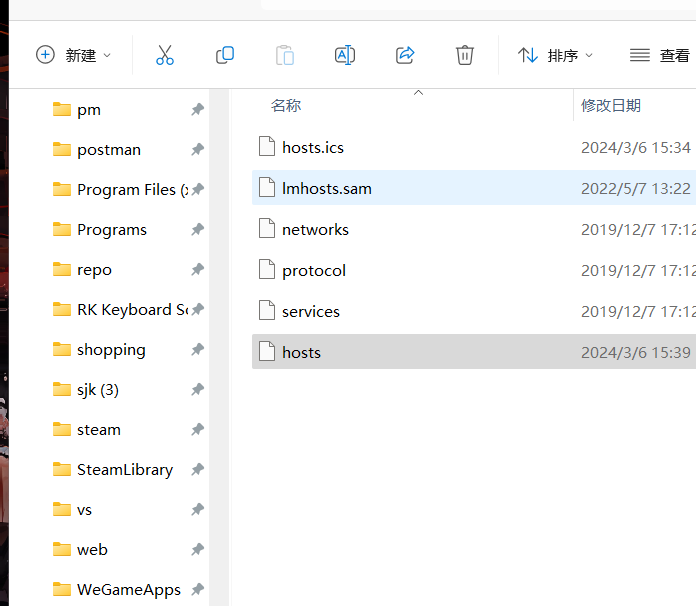 新建
排序
查看
名称
修改日期
pm
postman
Program Files (x
Programs
repo
RK Keyboard So
shopping
sjk (3)
steam
SteamLibrary
vs
web
WeGameApps
hosts.ics 2024/3/6 15:34
lmhosts.sam 2022/5/7 13:22
networks 2019/12/7 17:12
protocol 2019/12/7 17:12
services 2019/12/7 17:12
hosts 2024/3/6 15:39